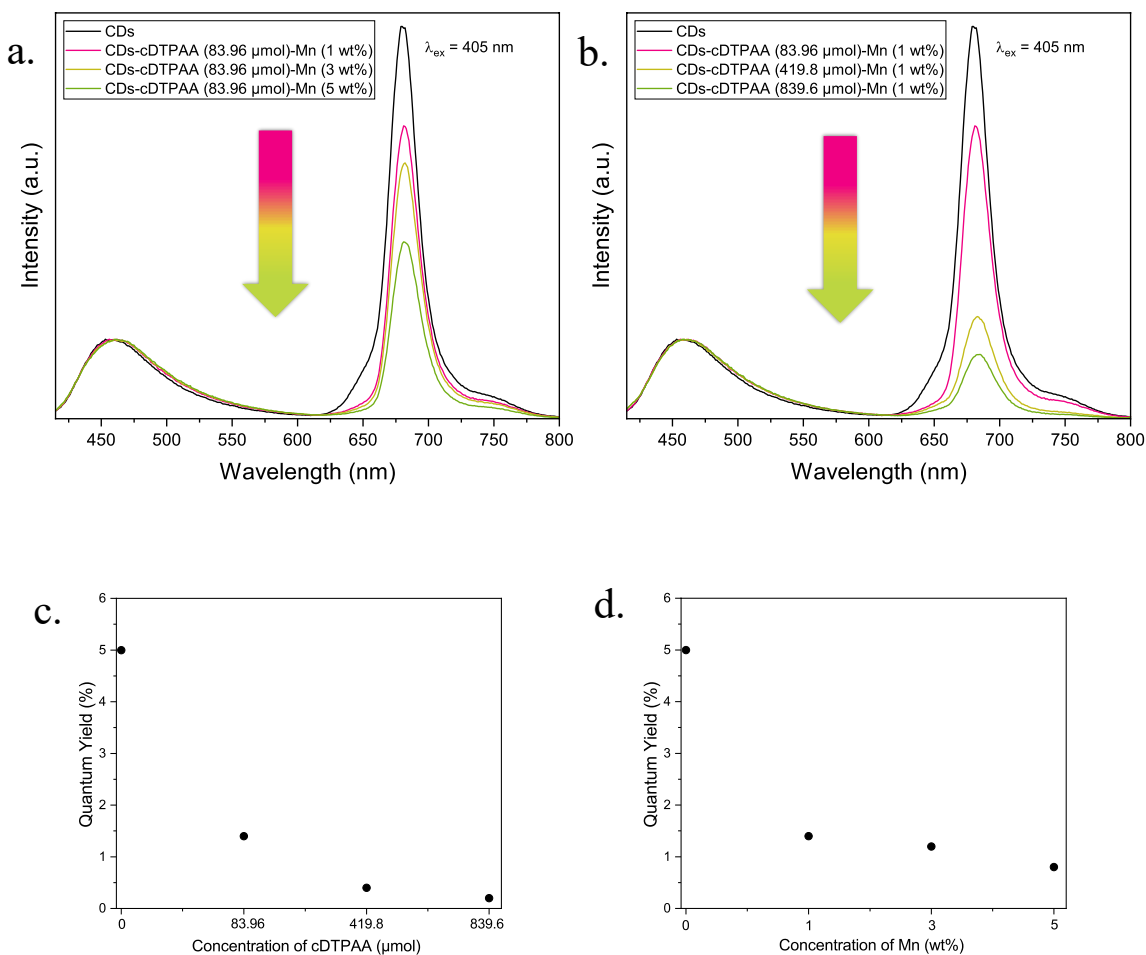 a.
CDs
CDs-cDTPAA (83.96 µmol)-Mn (1 wt%)
CDs-cDTPAA (83.96 µmol)-Mn (3 wt%)
CDs-cDTPAA (83.96 µmol)-Mn (5 wt%)
λex = 405 nm
Intensity (a.u.)
450 500 550 600 650 700 750 800
Wavelength (nm)
b.
CDs
CDs-cDTPAA (83.96 µmol)-Mn (1 wt%)
CDs-cDTPAA (419.8 µmol)-Mn (1 wt%)
CDs-cDTPAA (839.6 µmol)-Mn (1 wt%)
λex = 405 nm
Intensity (a.u.)
450 500 550 600 650 700 750 800
Wavelength (nm)
c.
Quantum Yield (%)
6
5
4
3
2
1
0
0 83.96 419.8 839.6
Concentration of cDTPAA (µmol)
d.
Quantum Yield (%)
6
5
4
3
2
1
0
0 1 3 5
Concentration of Mn (wt%)